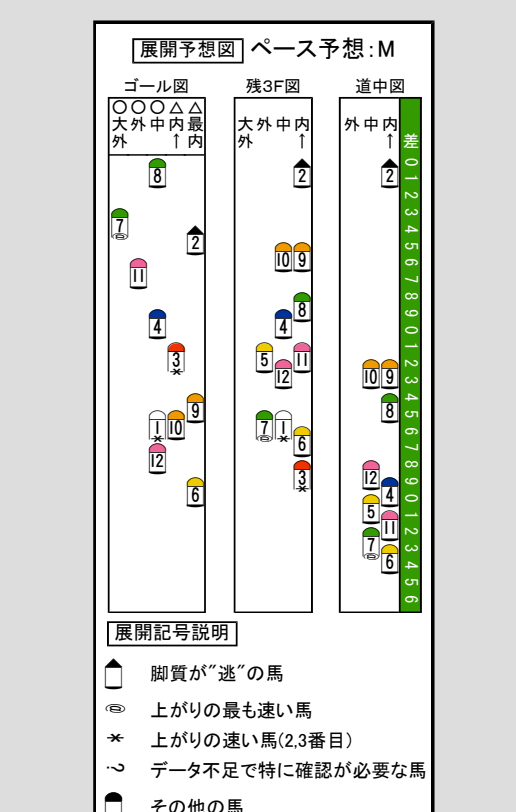 展開予想図 ペース予想:M
ゴール図 残3F図 道中図
〇〇〇△△
大外 外 中 内↑ 最内
大外 外 中 内↑
外 中 内↑
差
8
7
2
11
4
3
9
1 10
12
6
2
10 9
8
4
5 11
12
7 1
6
3
2
10 9
8
12
4
5
11
7
6
0 1 2 3 4 5 6 7 8 9 0 1 2 3 4 5 6 7 8 9 0 1 2 3 4 5 6
展開記号説明
脚質が"逃"の馬
上がりの最も速い馬
上がりの速い馬(2,3番目)
? データ不足で特に確認が必要な馬
その他の馬